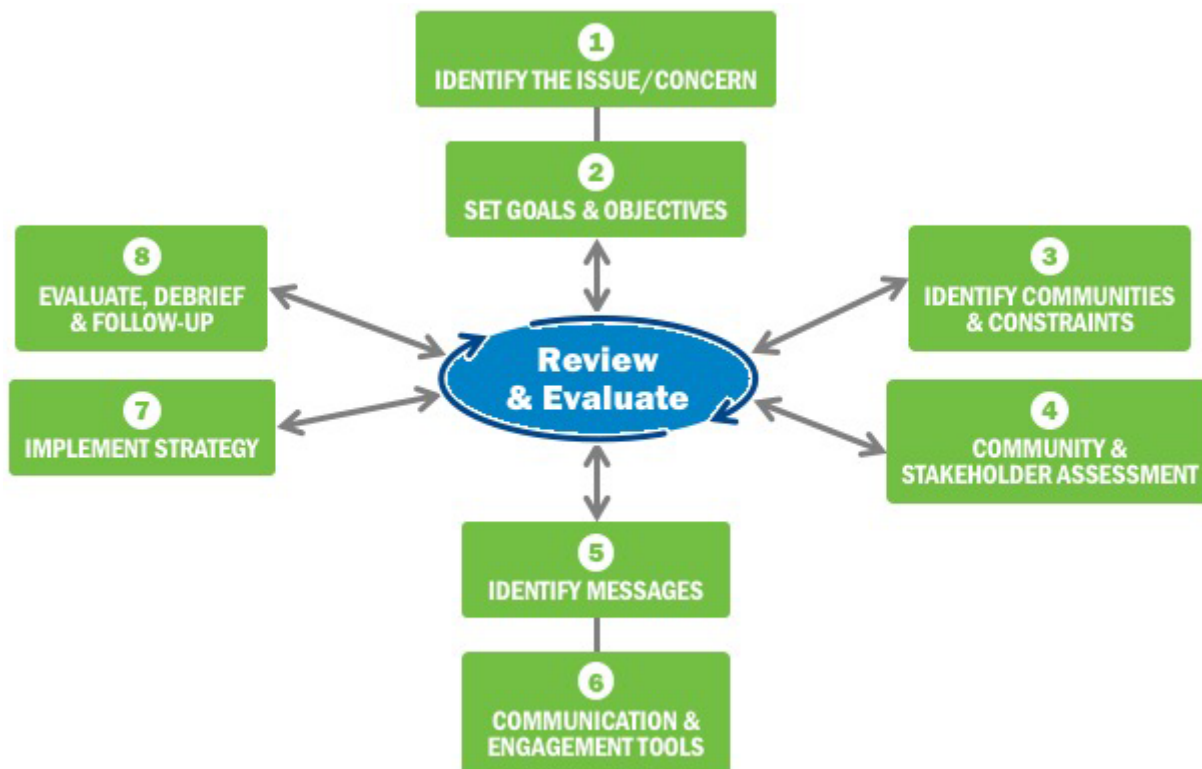 1
IDENTIFY THE ISSUE/CONCERN
2
SET GOALS & OBJECTIVES
3
IDENTIFY COMMUNITIES
& CONSTRAINTS
4
COMMUNITY &
STAKEHOLDER ASSESSMENT
5
IDENTIFY MESSAGES
6
COMMUNICATION &
ENGAGEMENT TOOLS
7
IMPLEMENT STRATEGY
8
EVALUATE, DEBRIEF
& FOLLOW-UP
Review
& Evaluate